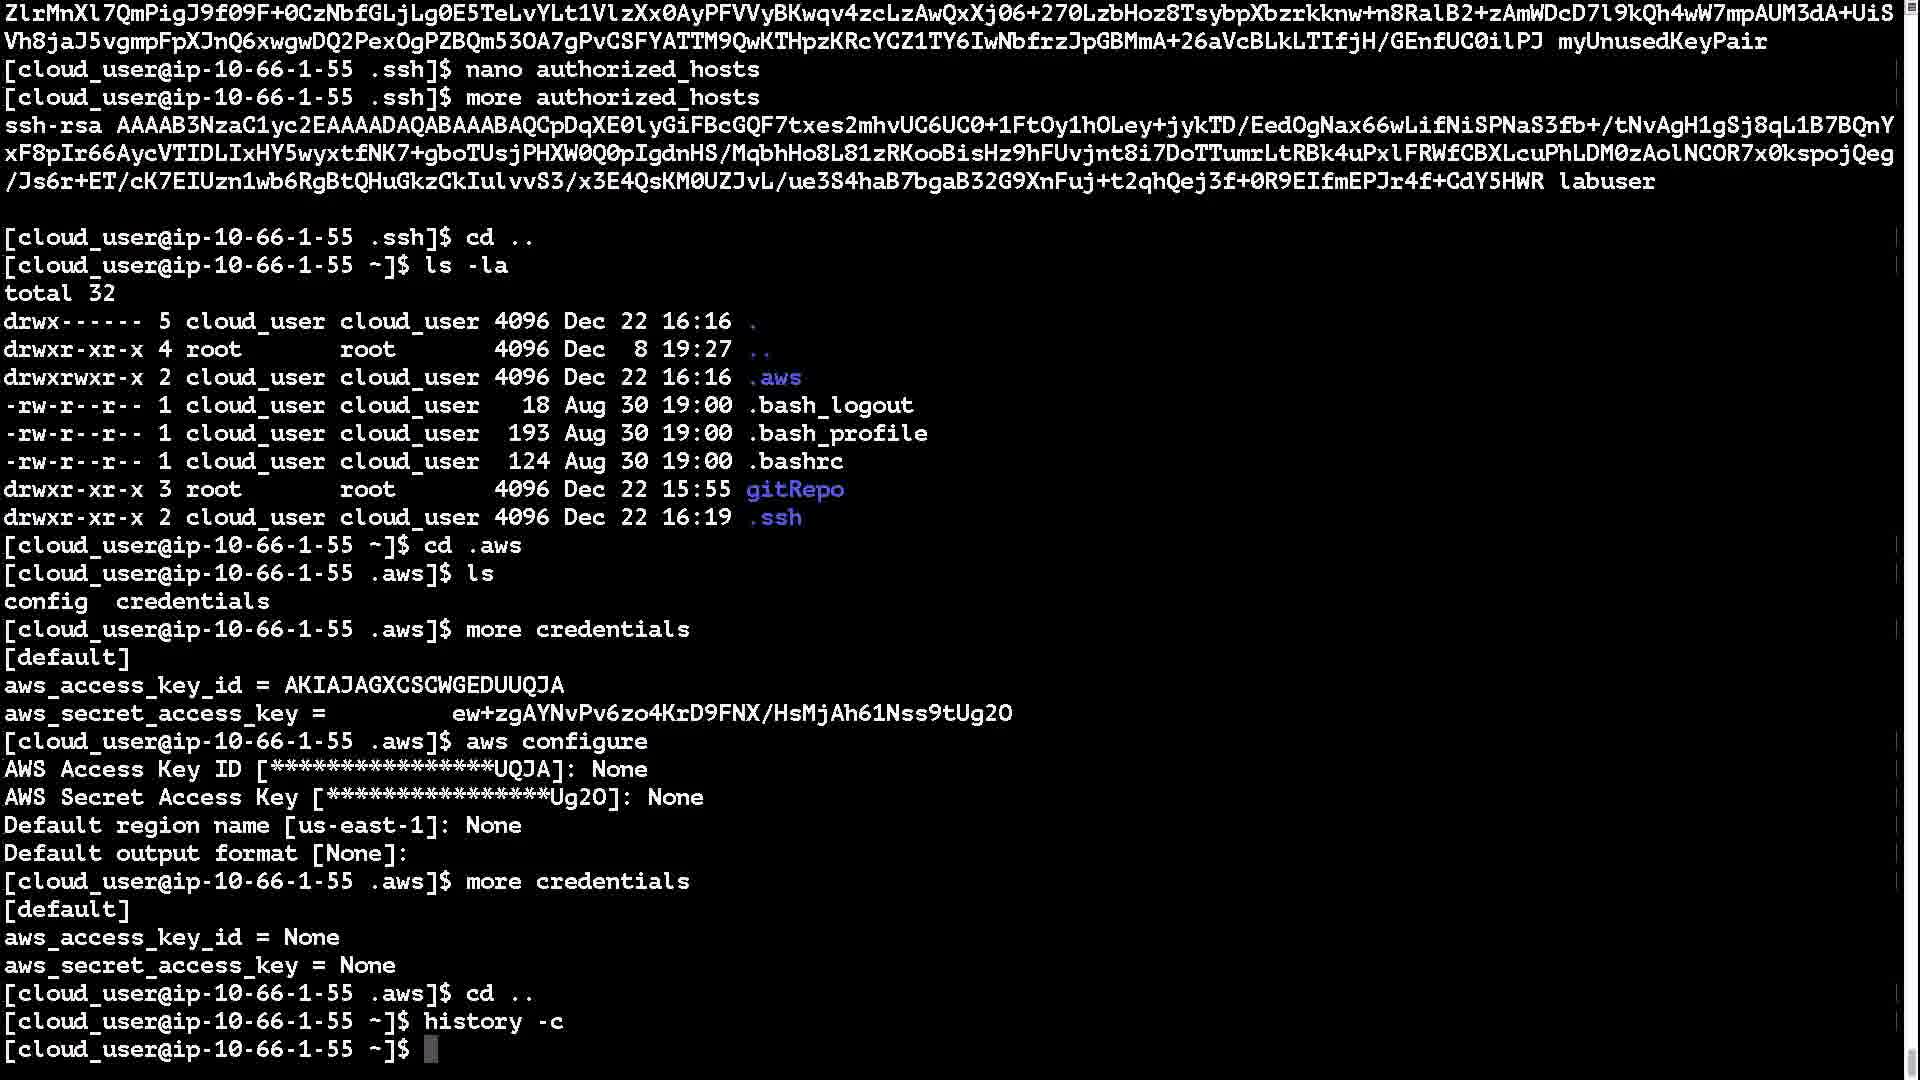 ZlrMnXl7QmPigJ9f09F+0CzNbfGLjLg0E5TeLvYLt1VlzXx0AyPFVVyBKwqv4zcLzAwQxXj06+270LzbHoz8TsybpXbzrkknw+n8RalB2+zAmWDcD7l9kQh4wW7mpAUM3dA+UiS
Vh8jaJ5vgmpFpXJnQ6xwgwDQ2PexOgPZBQm53OA7gPvCSFYATTM9QwKTHpzKRcYCZ1TY6IwNbfrzJpGBMmA+26aVcBLkLTIfjH/GEnfUC0ilPJ myUnusedKeyPair
[cloud_user@ip-10-66-1-55 .ssh]$ nano authorized_hosts
[cloud_user@ip-10-66-1-55 .ssh]$ more authorized_hosts
ssh-rsa AAAAB3NzaC1yc2EAAAADAQABAAABAQCpDqXE0lyGiFBcGQF7txes2mhvUC6UC0+1FtOy1hOLey+jykTD/EedOgNax66wLifNiSPNaS3fb+/tNvAgH1gSj8qL1B7BQnY
xF8pIr66AycVTIDLIxHY5wyxtfNK7+gboTUsjPHXW0Q0pIgdnHS/MqbhHo8L81zRKooBisHz9hFUvjnt8i7DoTTumrLtRBk4uPxlFRWfCBXLcuPhLDM0zAolNCOR7x0kspojQeg
/Js6r+ET/cK7EIUzn1wb6RgBtQHuGkzCkIulvvS3/x3E4QsKM0UZJvL/ue3S4haB7bgaB32G9XnFuj+t2qhQej3f+0R9EIfmEPJr4f+CdY5HWR labuser
[cloud_user@ip-10-66-1-55 .ssh]$ cd ..
[cloud_user@ip-10-66-1-55 ~]$ ls -la
total 32
drwx------ 5 cloud_user cloud_user 4096 Dec 22 16:16 .
drwxr-xr-x 4 root       root       4096 Dec  8 19:27 ..
drwxrwxr-x 2 cloud_user cloud_user 4096 Dec 22 16:16 .aws
-rw-r--r-- 1 cloud_user cloud_user   18 Aug 30 19:00 .bash_logout
-rw-r--r-- 1 cloud_user cloud_user  193 Aug 30 19:00 .bash_profile
-rw-r--r-- 1 cloud_user cloud_user  124 Aug 30 19:00 .bashrc
drwxr-xr-x 3 root       root       4096 Dec 22 15:55 gitRepo
drwxr-xr-x 2 cloud_user cloud_user 4096 Dec 22 16:19 .ssh
[cloud_user@ip-10-66-1-55 ~]$ cd .aws
[cloud_user@ip-10-66-1-55 .aws]$ ls
config  credentials
[cloud_user@ip-10-66-1-55 .aws]$ more credentials
[default]
aws_access_key_id = AKIAJAGXCSCWGEDUUQJA
aws_secret_access_key =         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
[cloud_user@ip-10-66-1-55 .aws]$ aws configure
AWS Access Key ID [****************UQJA]: None
AWS Secret Access Key [****************Ug2O]: None
Default region name [us-east-1]: None
Default output format [None]:
[cloud_user@ip-10-66-1-55 .aws]$ more credentials
[default]
aws_access_key_id = None
aws_secret_access_key = None
[cloud_user@ip-10-66-1-55 .aws]$ cd ..
[cloud_user@ip-10-66-1-55 ~]$ history -c
[cloud_user@ip-10-66-1-55 ~]$